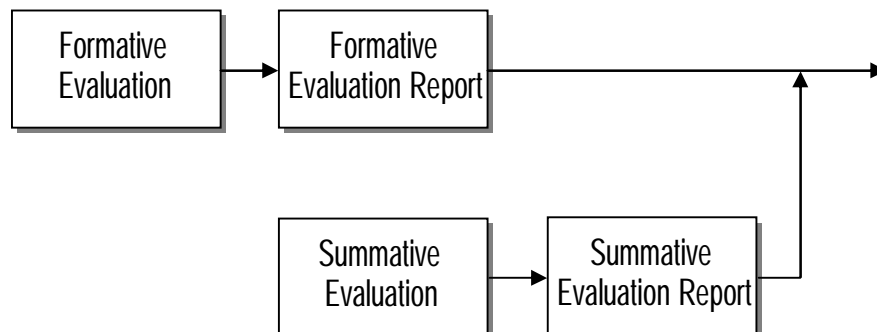 Formative
Evaluation
Formative
Evaluation Report
Summative
Evaluation
Summative
Evaluation Report